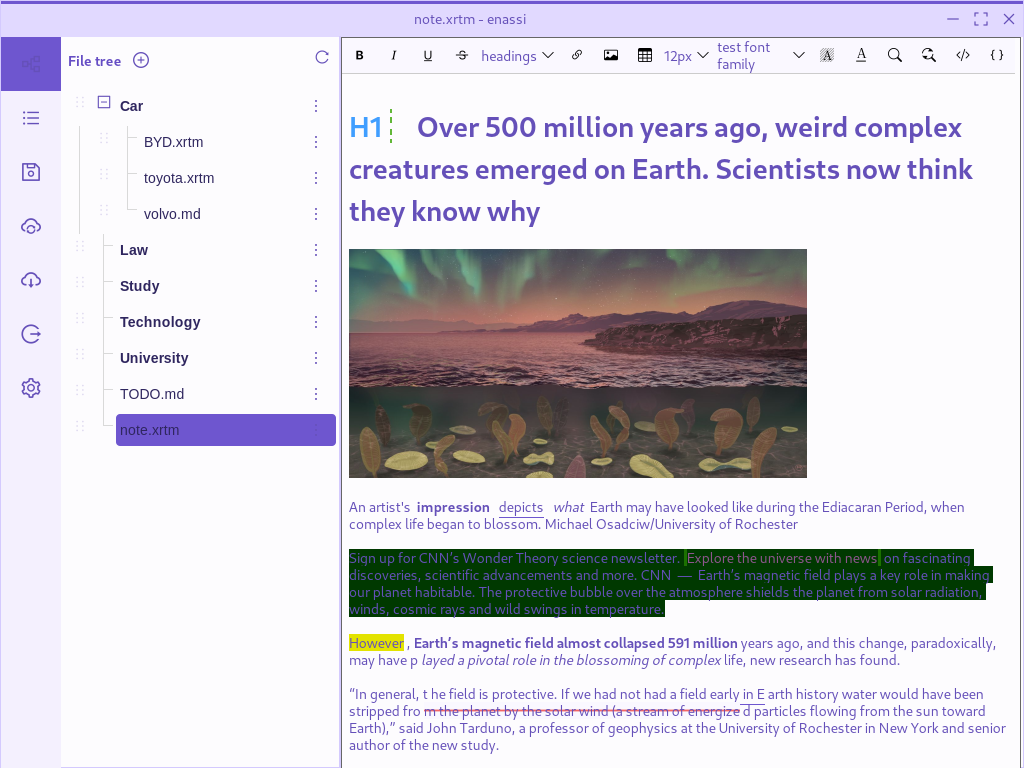 note.xrtm - enassi
File tree
B I U S headings 12px test font family A A
Car
BYD.xrtm
toyota.xrtm
volvo.md
Law
Study
Technology
University
TODO.md
note.xrtm
H1 Over 500 million years ago, weird complex
creatures emerged on Earth. Scientists now think
they know why
An artist's impression depicts what Earth may have looked like during the Ediacaran Period, when
complex life began to blossom. Michael Osadciw/University of Rochester
Sign up for CNN's Wonder Theory science newsletter. Explore the universe with news on fascinating
discoveries, scientific advancements and more. CNN — Earth's magnetic field plays a key role in making
our planet habitable. The protective bubble over the atmosphere shields the planet from solar radiation,
winds, cosmic rays and wild swings in temperature.
However , Earth's magnetic field almost collapsed 591 million years ago, and this change, paradoxically,
may have p layed a pivotal role in the blossoming of complex life, new research has found.
“In general, t he field is protective. If we had not had a field early in E arth history water would have been
stripped fro m the planet by the solar wind (a stream of energize d particles flowing from the sun toward
Earth),” said John Tarduno, a professor of geophysics at the University of Rochester in New York and senior
author of the new study.